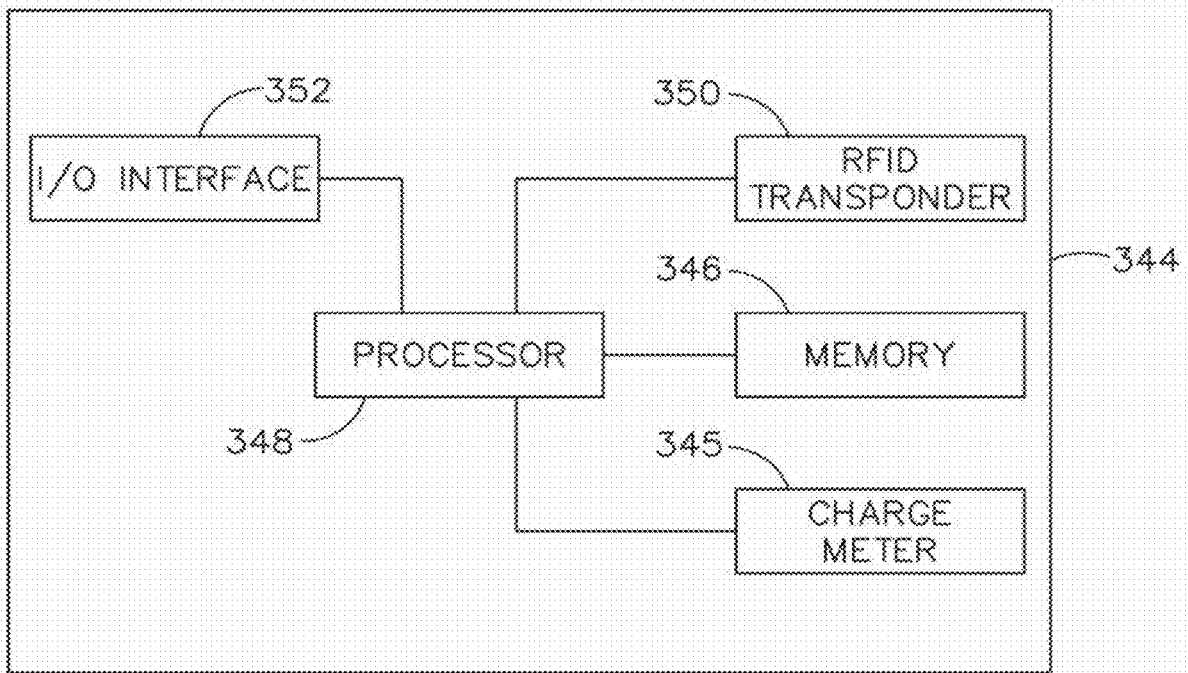 352
350
I/O INTERFACE
RFID
TRANSPONDER
344
346
PROCESSOR
MEMORY
348
345
CHARGE
METER